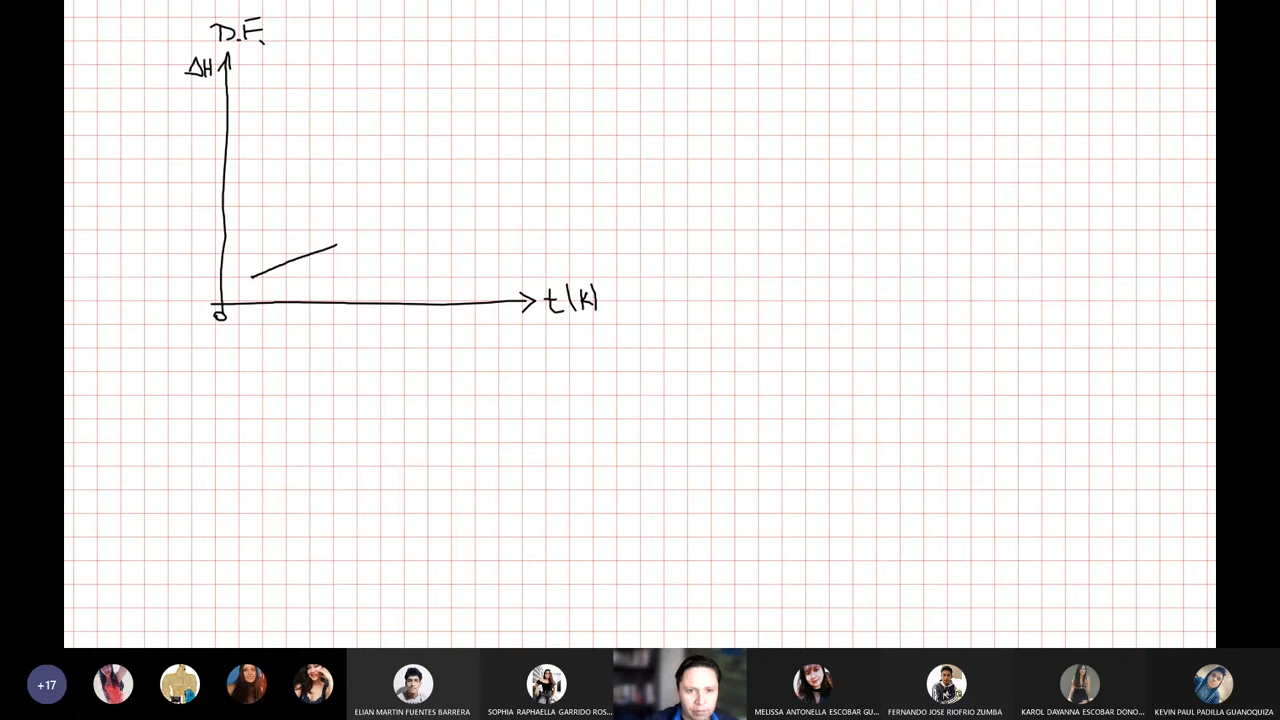 D.F.
ΔH
t(K)
0
+17
ELIAN MARTIN FUENTES BARRERA
SOPHIA RAPHAELLA GARRIDO ROS...
MELISSA ANTONELLA ESCOBAR GU...
FERNANDO JOSE RIOFRIO ZUMBA
KAROL DAYANNA ESCOBAR DONO...
KEVIN PAUL PADILLA GUANOQUIZA